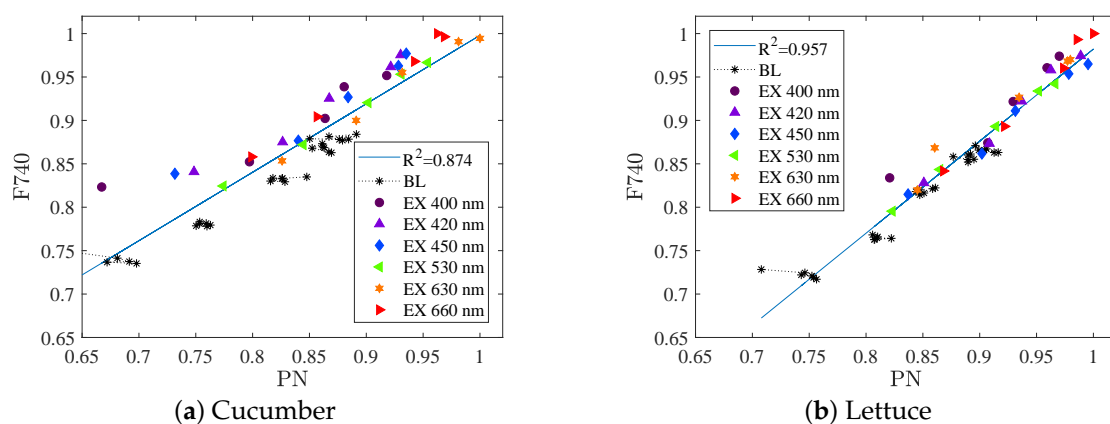 1
0.95
0.9
0.85
0.8
0.75
0.7
0.65
F740
0.65 0.7 0.75 0.8 0.85 0.9 0.95 1
PN
R²=0.874
BL
EX 400 nm
EX 420 nm
EX 450 nm
EX 530 nm
EX 630 nm
EX 660 nm
(a) Cucumber
1
0.95
0.9
0.85
0.8
0.75
0.7
0.65
F740
0.65 0.7 0.75 0.8 0.85 0.9 0.95 1
PN
R²=0.957
BL
EX 400 nm
EX 420 nm
EX 450 nm
EX 530 nm
EX 630 nm
EX 660 nm
(b) Lettuce